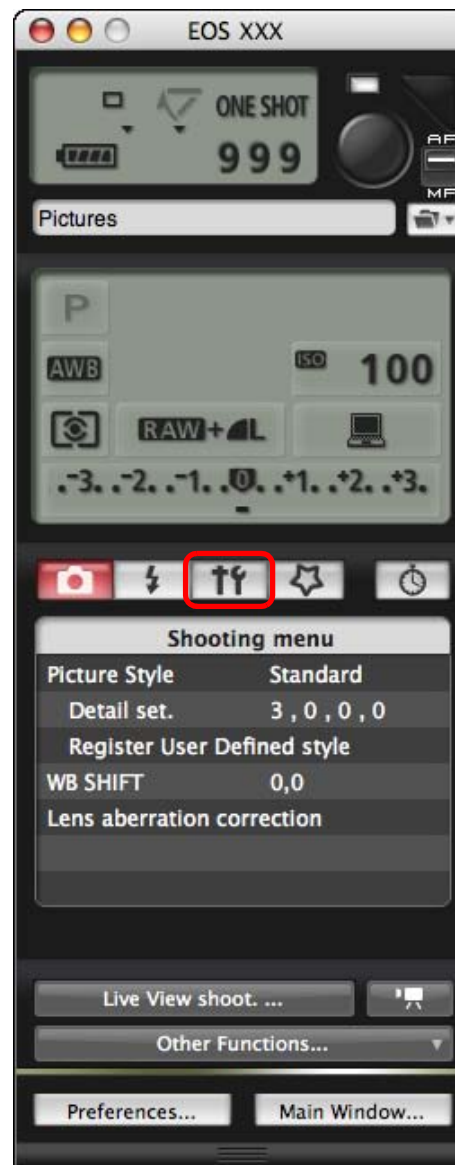 EOS XXX
ONE SHOT
999
AF
MF
Pictures
P
AWB
ISO 100
RAW+L
.-3. .-2. .-1. .0. .+1. .+2. .+3.
Shooting menu
Picture Style Standard
Detail set. 3 , 0 , 0 , 0
Register User Defined style
WB SHIFT 0,0
Lens aberration correction
Live View shoot. ...
Other Functions...
Preferences... Main Window...